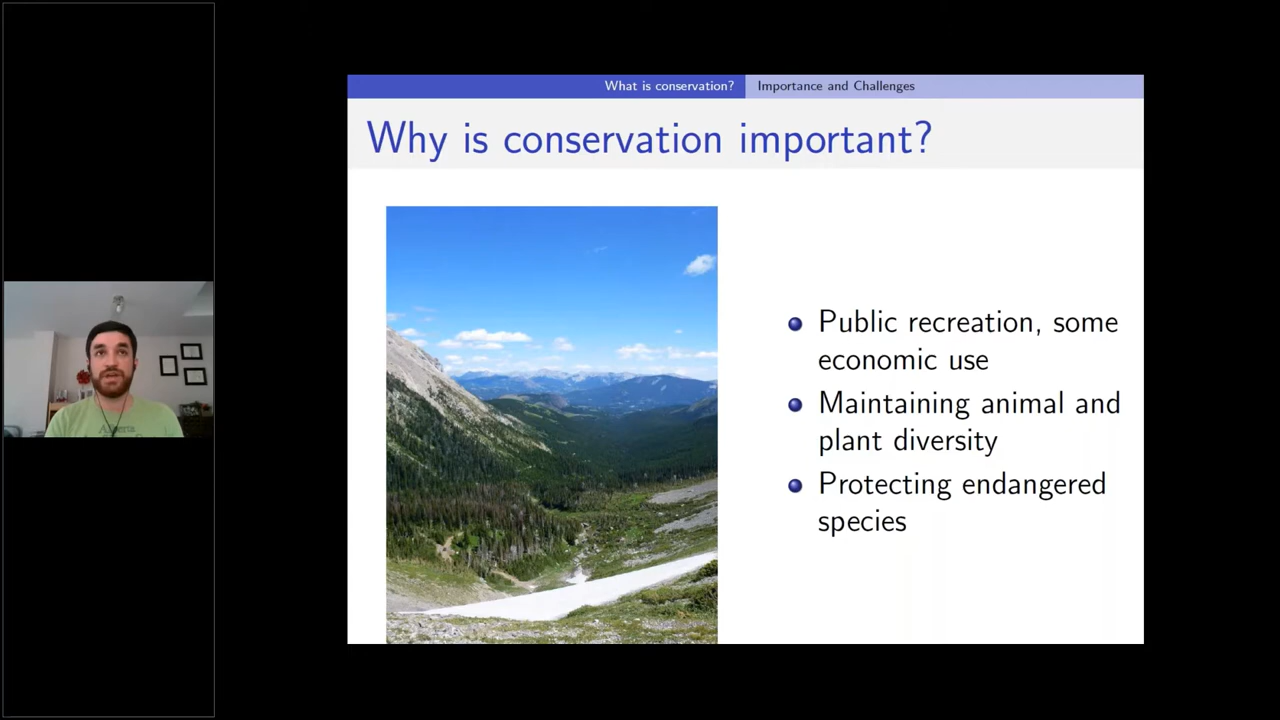 What is conservation?
Importance and Challenges
Why is conservation important?
Public recreation, some
economic use
Maintaining animal and
plant diversity
Protecting endangered
species
Alberta